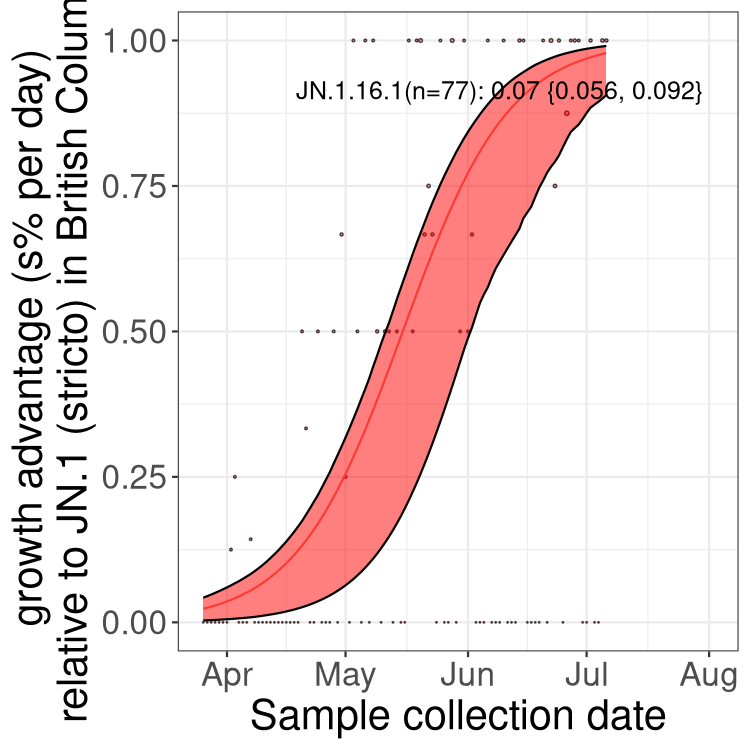 growth advantage (s% per day)
relative to JN.1 (stricto) in British Colum
1.00
0.75
0.50
0.25
0.00
JN.1.16.1(n=77): 0.07 {0.056, 0.092}
Apr May Jun Jul Aug
Sample collection date